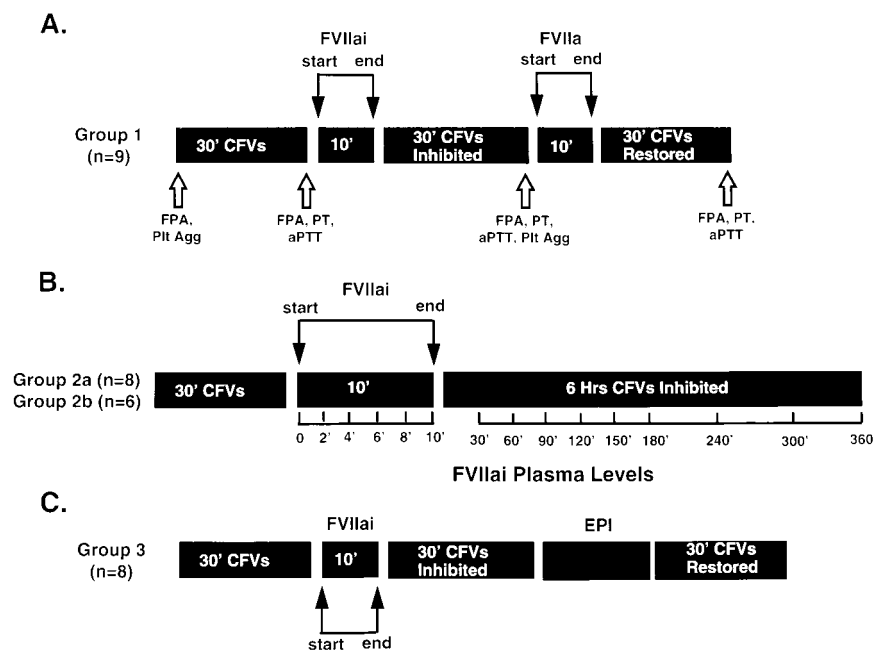 A.
FVIIai
FVIIa
start end
start end
Group 1
(n=9)
30' CFVs
10'
30' CFVs
Inhibited
10'
30' CFVs
Restored
FPA,
Plt Agg
FPA, PT,
aPTT
FPA, PT,
aPTT, Plt Agg
FPA, PT,
aPTT
B.
FVIIai
start end
Group 2a (n=8)
Group 2b (n=6)
30' CFVs
10'
6 Hrs CFVs Inhibited
0 2' 4' 6' 8' 10' 30' 60' 90' 120' 150' 180' 240' 300' 360
FVIIai Plasma Levels
C.
FVIIai
EPI
Group 3
(n=8)
30' CFVs
10'
30' CFVs
Inhibited
30' CFVs
Restored
start end